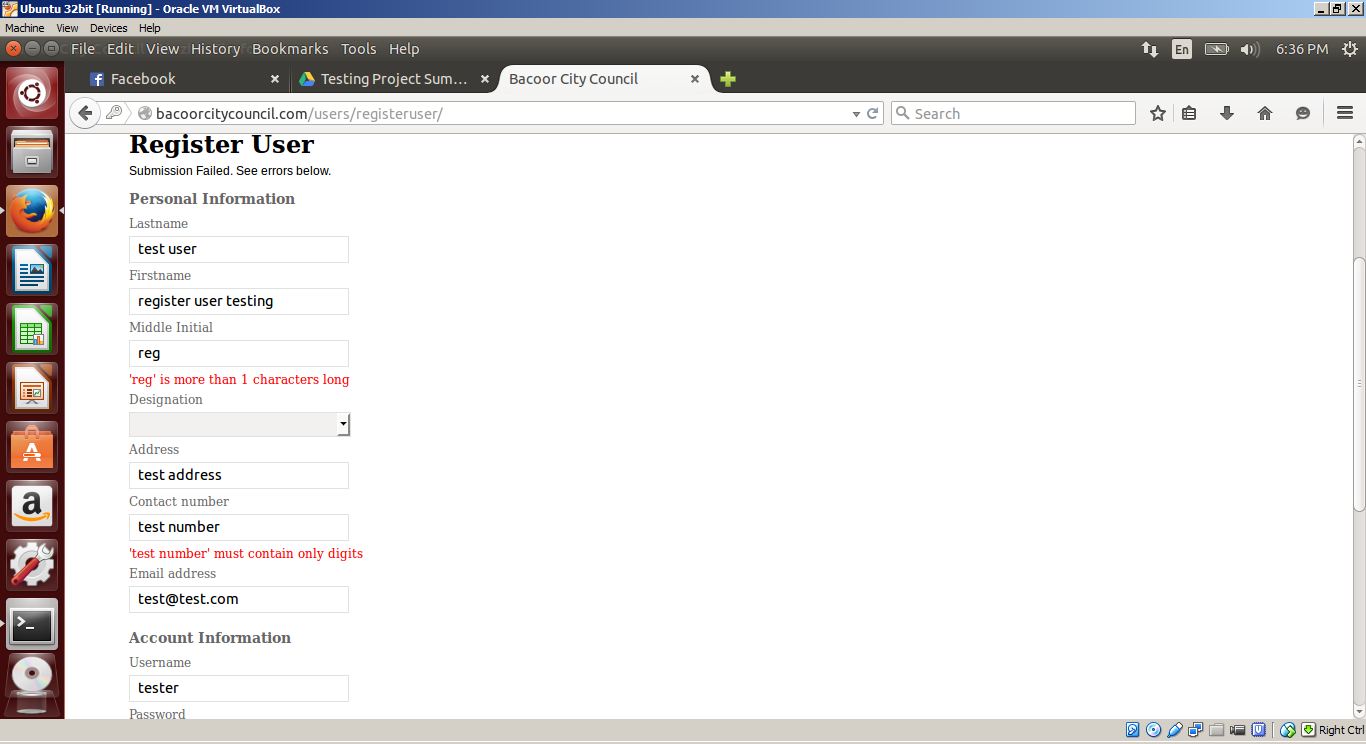 Ubuntu 32bit [Running] - Oracle VM VirtualBox
Machine View Devices Help
File Edit View History Bookmarks Tools Help
En
6:36 PM
Facebook
Testing Project Sum...
Bacoor City Council
bacoorcitycouncil.com/users/registeruser/
Search
Register User
Submission Failed. See errors below.
Personal Information
Lastname
test user
Firstname
register user testing
Middle Initial
reg
'reg' is more than 1 characters long
Designation
Address
test address
Contact number
test number
'test number' must contain only digits
Email address
test@test.com
Account Information
Username
tester
Password
Right Ctrl